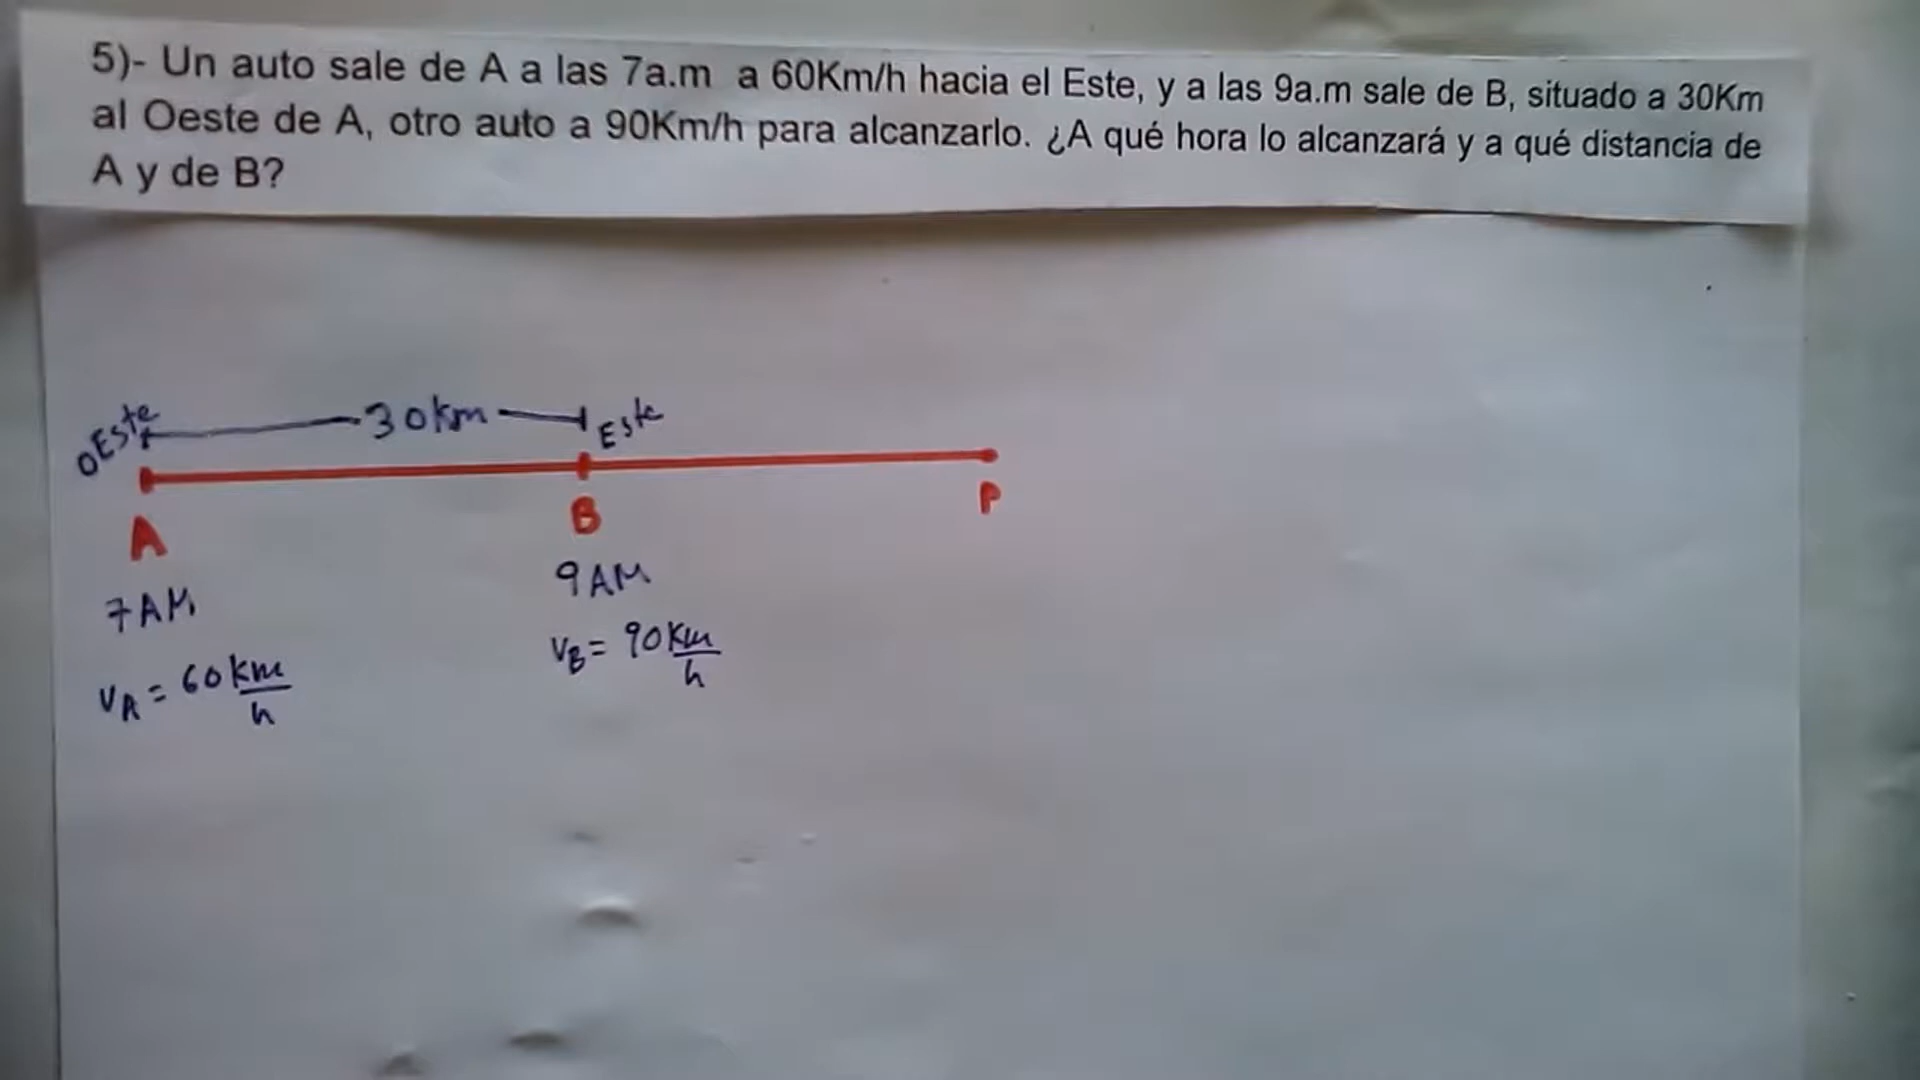 5)- Un auto sale de A a las 7a.m a 60Km/h hacia el Este, y a las 9a.m sale de B, situado a 30Km
al Oeste de A, otro auto a 90Km/h para alcanzarlo. ¿A qué hora lo alcanzará y a qué distancia de
A y de B?
OEste 30km Este
A B P
7AM 9AM
VA = 60 km/h VB = 90 Km/h